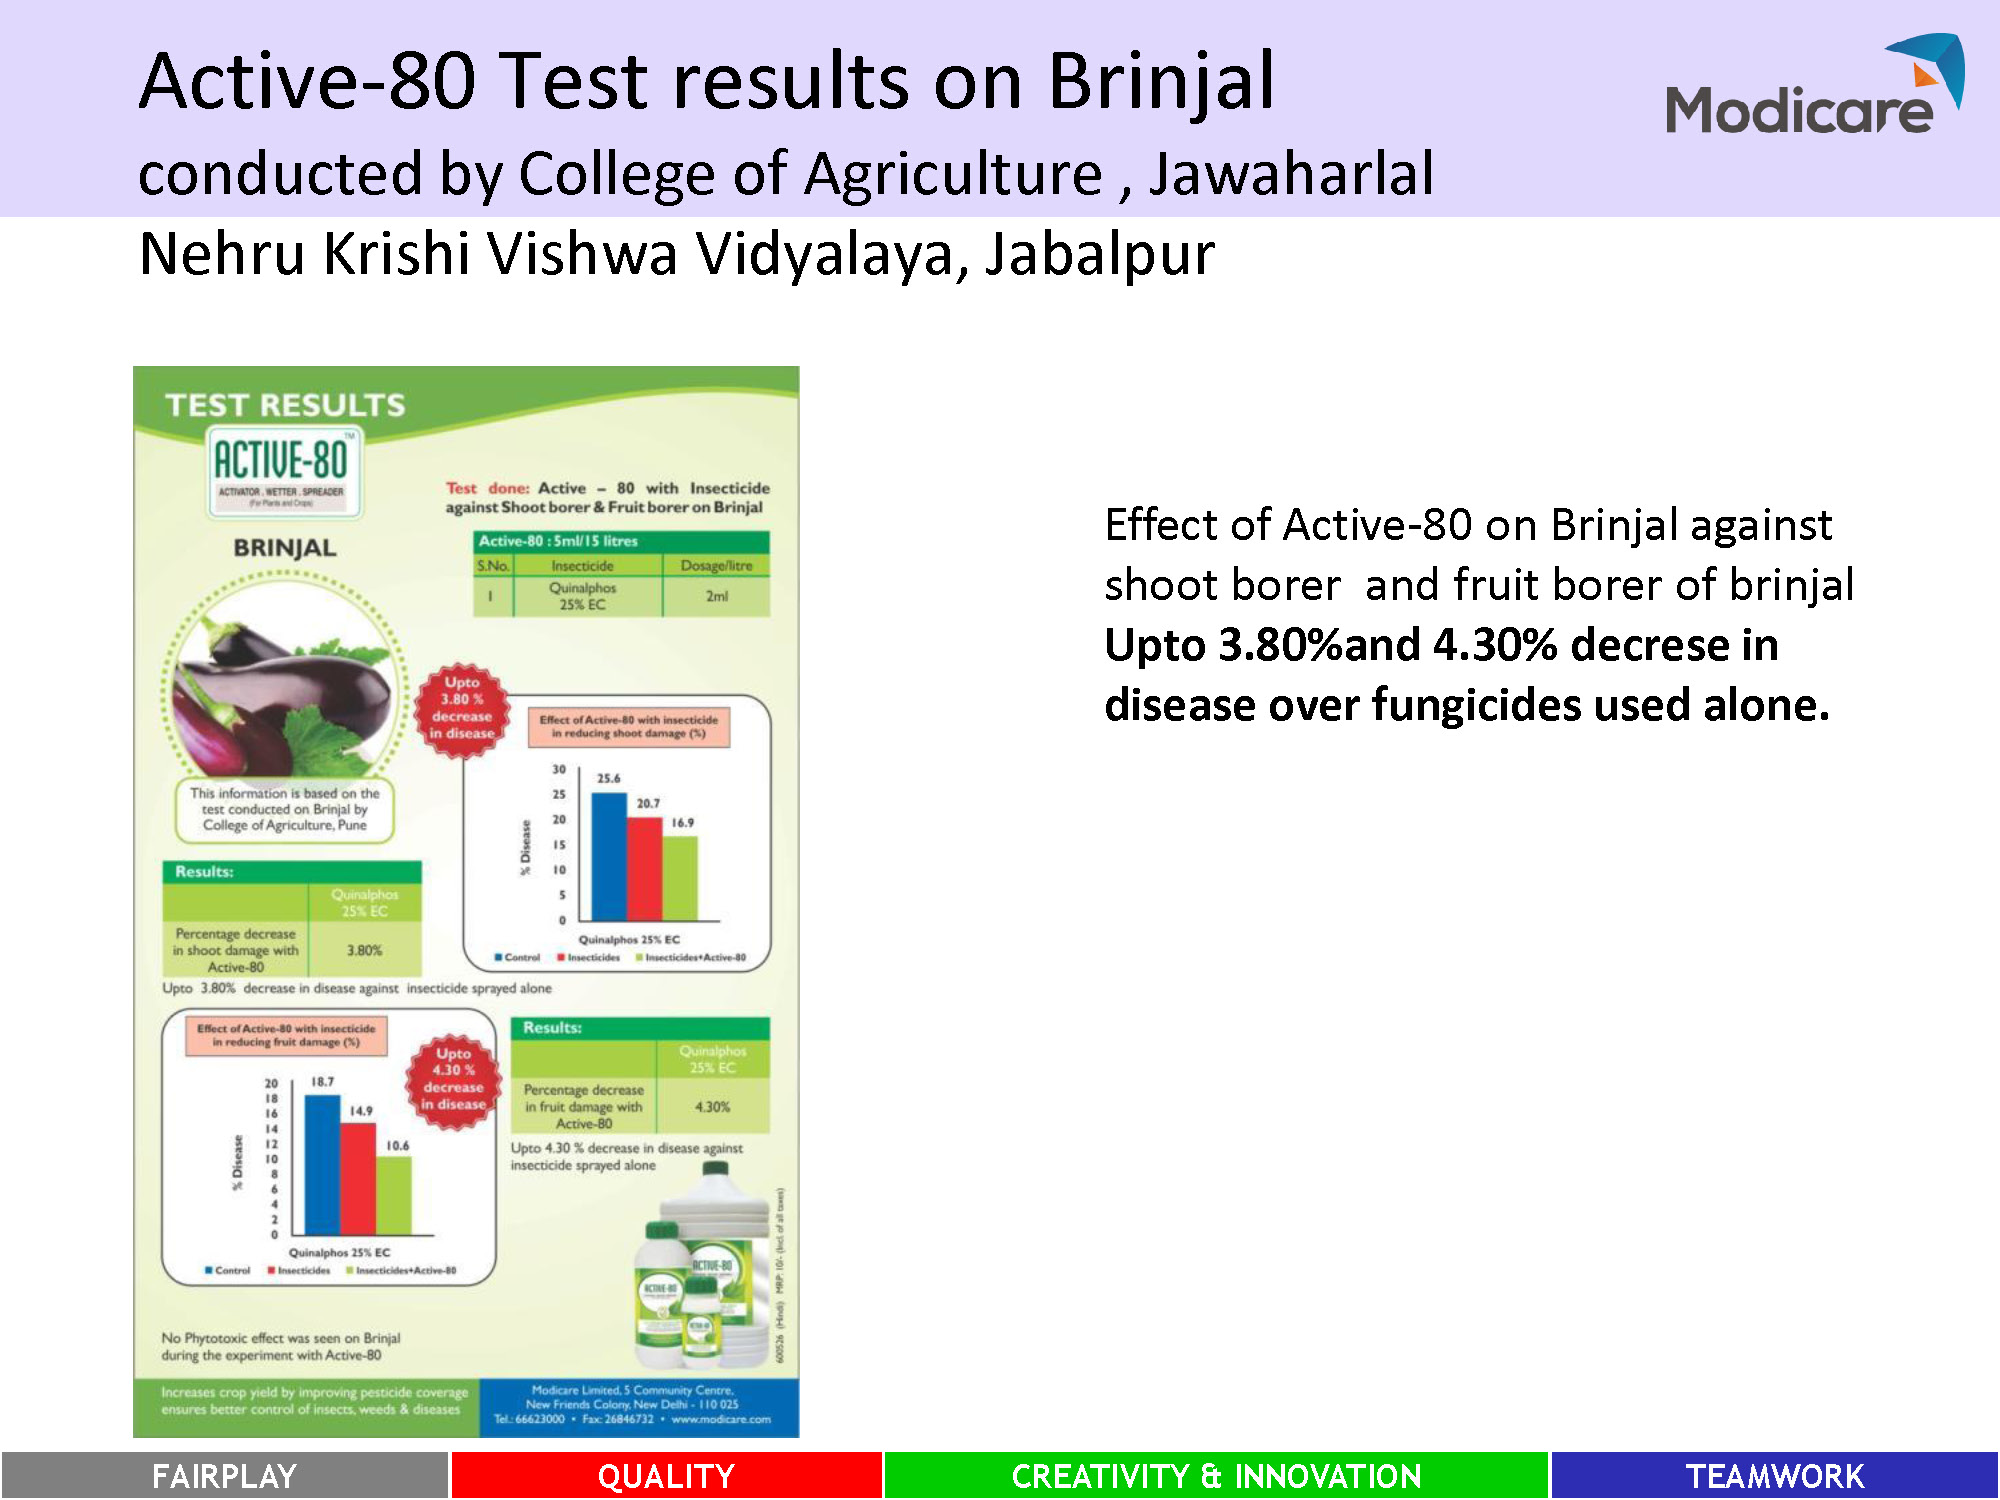 Active-80 Test results on Brinjal
conducted by College of Agriculture , Jawaharlal
Nehru Krishi Vishwa Vidyalaya, Jabalpur
Modicare
TEST RESULTS
ACTIVE-80™
ACTIVATOR . WETTER . SPREADER
(For Plants and Crops)
BRINJAL
Test done: Active – 80 with Insecticide
against Shoot borer & Fruit borer on Brinjal
Active-80 : 5ml/15 litres
S.No. Insecticide Dosage/litre
1 Quinalphos 25% EC 2ml
This information is based on the
test conducted on Brinjal by
College of Agriculture, Pune
Upto
3.80 %
decrease
in disease
Effect of Active-80 with insecticide
in reducing shoot damage (%)
% Disease
30
25
20
15
10
5
0
25.6
20.7
16.9
Quinalphos 25% EC
Control Insecticides Insecticides+Active-80
Results:
Quinalphos
25% EC
Percentage decrease
in shoot damage with
Active-80
3.80%
Upto 3.80% decrease in disease against insecticide sprayed alone
Effect of Active-80 with insecticide
in reducing fruit damage (%)
Upto
4.30 %
decrease
in disease
% Disease
20
18
16
14
12
10
8
6
4
2
0
18.7
14.9
10.6
Quinalphos 25% EC
Control Insecticides Insecticides+Active-80
Results:
Quinalphos
25% EC
Percentage decrease
in fruit damage with
Active-80
4.30%
Upto 4.30 % decrease in disease against
insecticide sprayed alone
ACTIVE-80
ACTIVE-80
ACTIVE-80
600526 (Hindi) MRP: 10/- (Incl. of all taxes)
No Phytotoxic effect was seen on Brinjal
during the experiment with Active-80
Increases crop yield by improving pesticide coverage
ensures better control of insects, weeds & diseases
Modicare Limited, 5 Community Centre,
New Friends Colony, New Delhi - 110 025
Tel.: 66623000 • Fax: 26846732 • www.modicare.com
Effect of Active-80 on Brinjal against
shoot borer and fruit borer of brinjal
Upto 3.80%and 4.30% decrese in
disease over fungicides used alone.
FAIRPLAY
QUALITY
CREATIVITY & INNOVATION
TEAMWORK